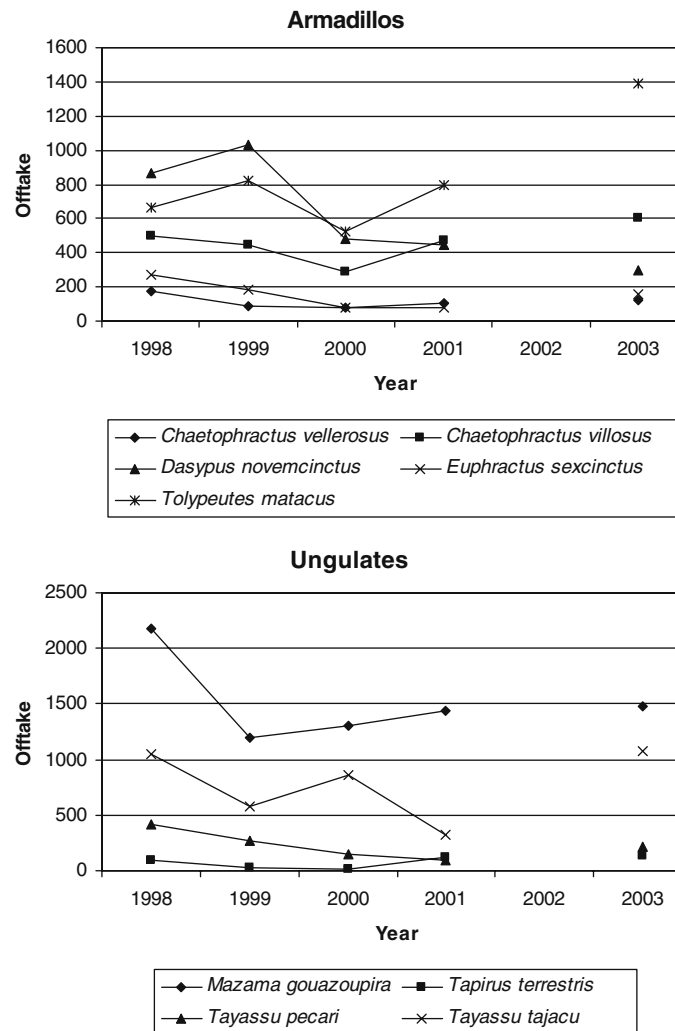 Armadillos
1600
1400
1200
1000
800
600
400
200
0
Offtake
1998 1999 2000 2001 2002 2003
Year
Chaetophractus vellerosus Chaetophractus villosus
Dasypus novemcinctus Euphractus sexcinctus
Tolypeutes matacus
Ungulates
2500
2000
1500
1000
500
0
Offtake
1998 1999 2000 2001 2002 2003
Year
Mazama gouazoupira Tapirus terrestris
Tayassu pecari Tayassu tajacu